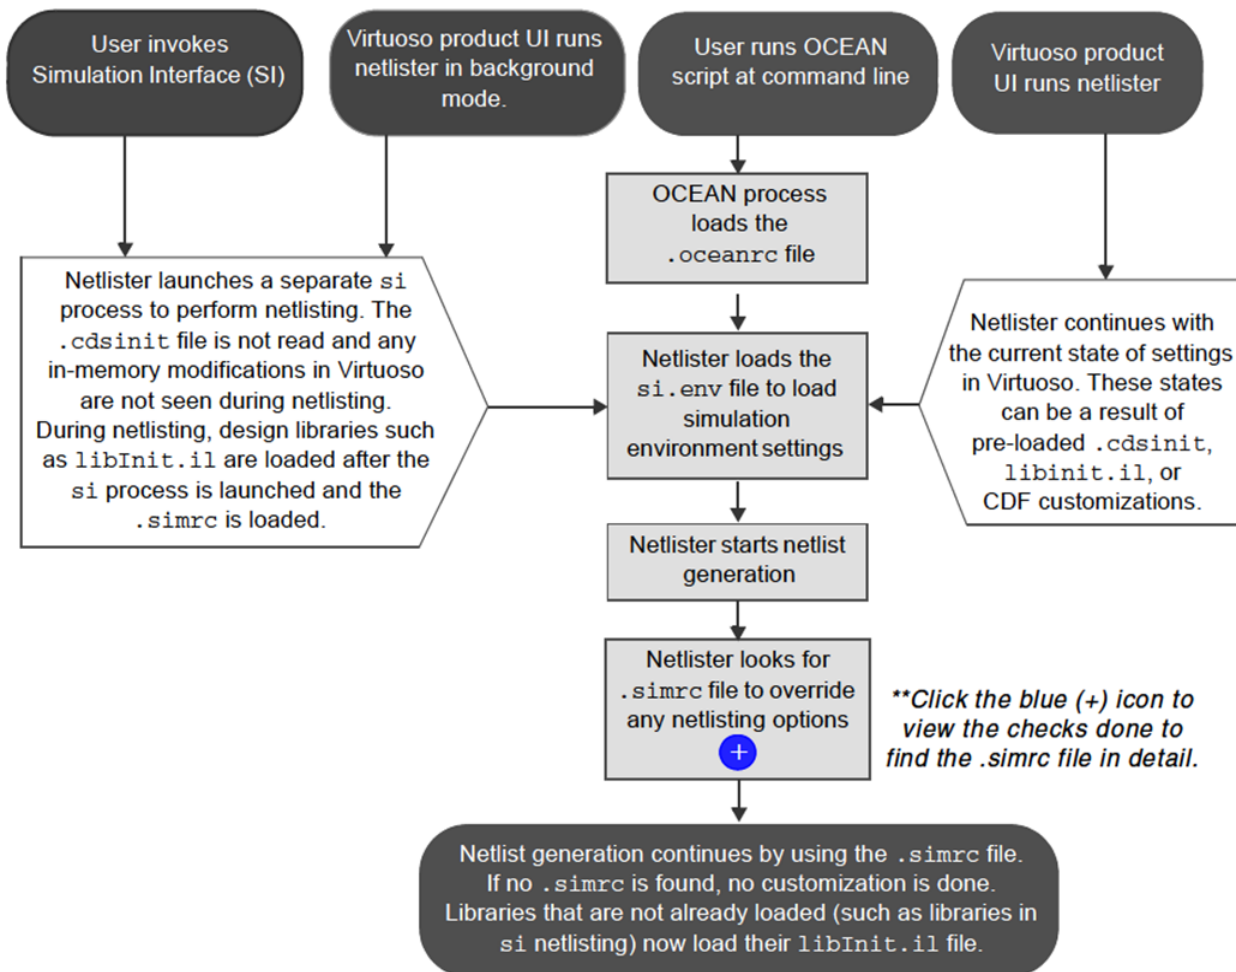 User invokes
Simulation Interface (SI)
Virtuoso product UI runs
netlister in background
mode.
User runs OCEAN
script at command line
Virtuoso product
UI runs netlister
OCEAN process
loads the
.oceanrc file
Netlister launches a separate si
process to perform netlisting. The
.cdsinit file is not read and any
in-memory modifications in Virtuoso
are not seen during netlisting.
During netlisting, design libraries such
as libInit.il are loaded after the
si process is launched and the
.simrc is loaded.
Netlister loads the
si.env file to load
simulation
environment settings
Netlister continues with
the current state of settings
in Virtuoso. These states
can be a result of
pre-loaded .cdsinit,
libinit.il, or
CDF customizations.
Netlister starts netlist
generation
Netlister looks for
.simrc file to override
any netlisting options
+
**Click the blue (+) icon to
view the checks done to
find the .simrc file in detail.
Netlist generation continues by using the .simrc file.
If no .simrc is found, no customization is done.
Libraries that are not already loaded (such as libraries in
si netlisting) now load their libInit.il file.